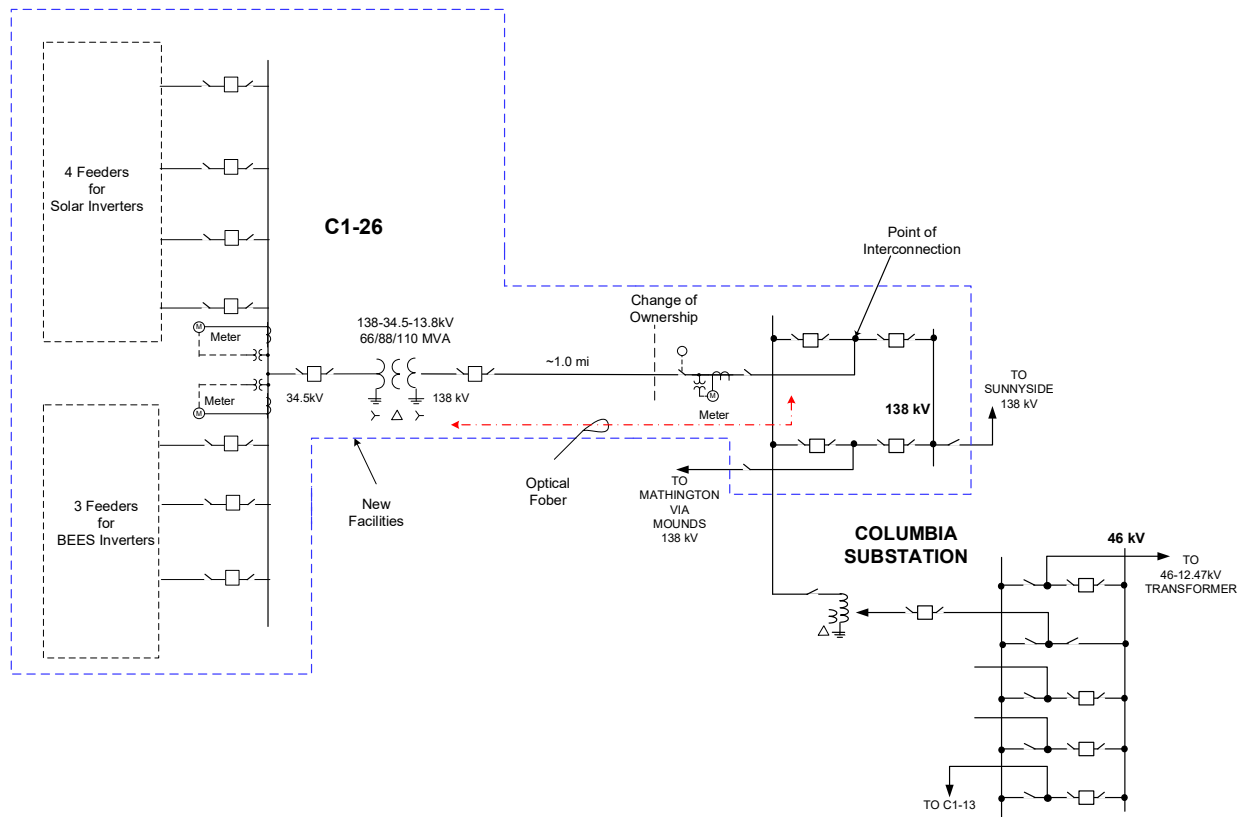 4 Feeders
for
Solar Inverters
C1-26
Point of
Interconnection
Change of
Ownership
138-34.5-13.8kV
66/88/110 MVA
M
Meter
~1.0 mi
TO
SUNNYSIDE
138 kV
34.5kV
138 kV
M
Meter
M
Meter
138 kV
3 Feeders
for
BEES Inverters
New
Facilities
Optical
Fober
TO
MATHINGTON
VIA
MOUNDS
138 kV
COLUMBIA
SUBSTATION
46 kV
TO
46-12.47kV
TRANSFORMER
TO C1-13